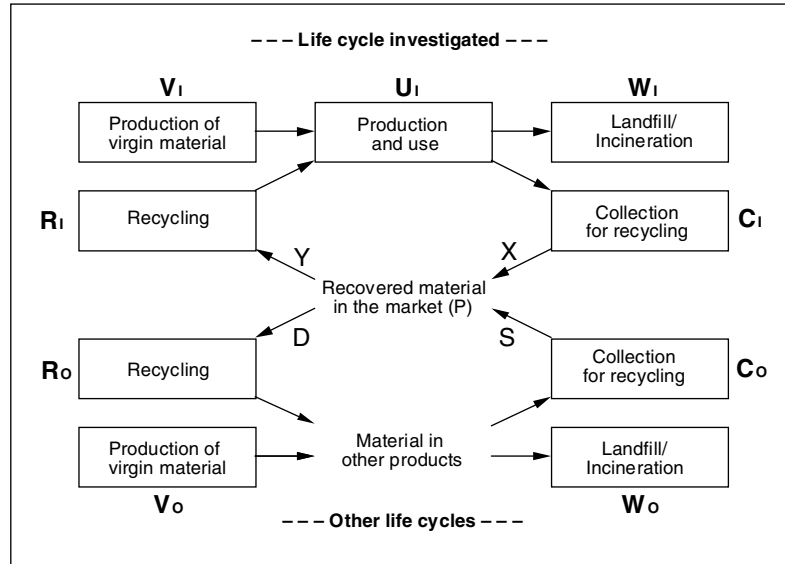 – – – Life cycle investigated – – –
VI
UI
WI
Production of
virgin material
Production
and use
Landfill/
Incineration
RI
Recycling
Collection
for recycling
CI
Y
X
Recovered material
in the market (P)
D
S
RO
Recycling
Collection
for recycling
CO
Production of
virgin material
Material in
other products
Landfill/
Incineration
VO
WO
– – – Other life cycles – – –